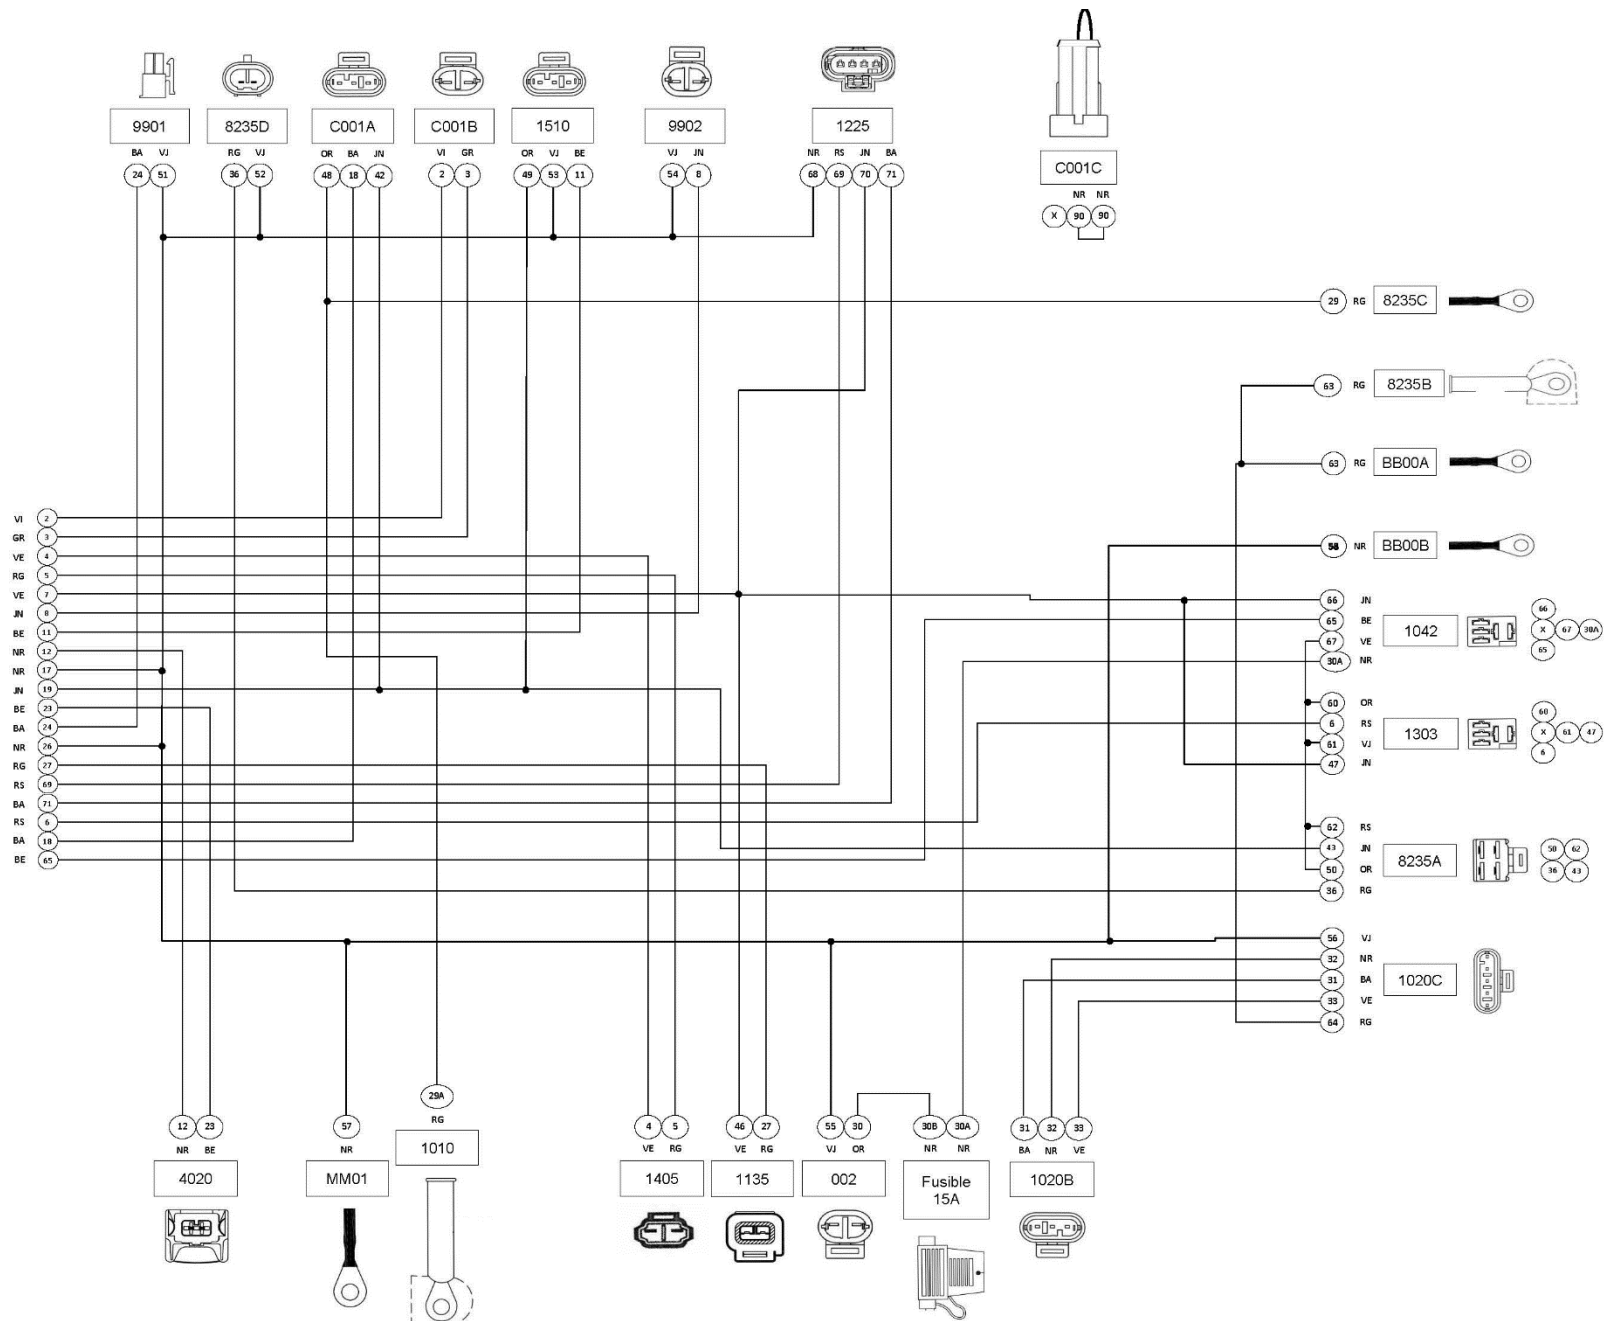 9901 8235D C001A C001B 1510 9902 1225
BA VJ RG VJ OR BA JN VI GR OR VJ BE VJ JN NR RS JN BA
24 51 36 52 48 18 42 2 3 49 53 11 54 8 68 69 70 71
C001C
NR NR
X 90 90
29 RG 8235C
63 RG 8235B
63 RG BB00A
NR BB00B
VI 2
GR 3
VE 4
RG 5
VE 7
JN 8
BE 11
NR 12
NR 17
JN 19
BE 23
BA 24
NR 26
RG 27
RS 69
BA 71
RS 6
BA 18
BE 65
66 JN
65 BE
67 VE
30A NR
1042
66
X 67 30A
65
60 OR
6 RS
61 VJ
47 JN
1303
60
X 61 47
6
62 RS
43 JN
50 OR
36 RG
8235A
50 62
36 43
56 VJ
32 NR
31 BA
33 VE
64 RG
1020C
29A
RG
1010
12 23 57 4 5 46 27 55 30 30B 30A 31 32 33
NR BE NR VE RG VE RG VJ OR NR NR BA NR VE
4020 MM01 1405 1135 002 Fusible 1020B
15A